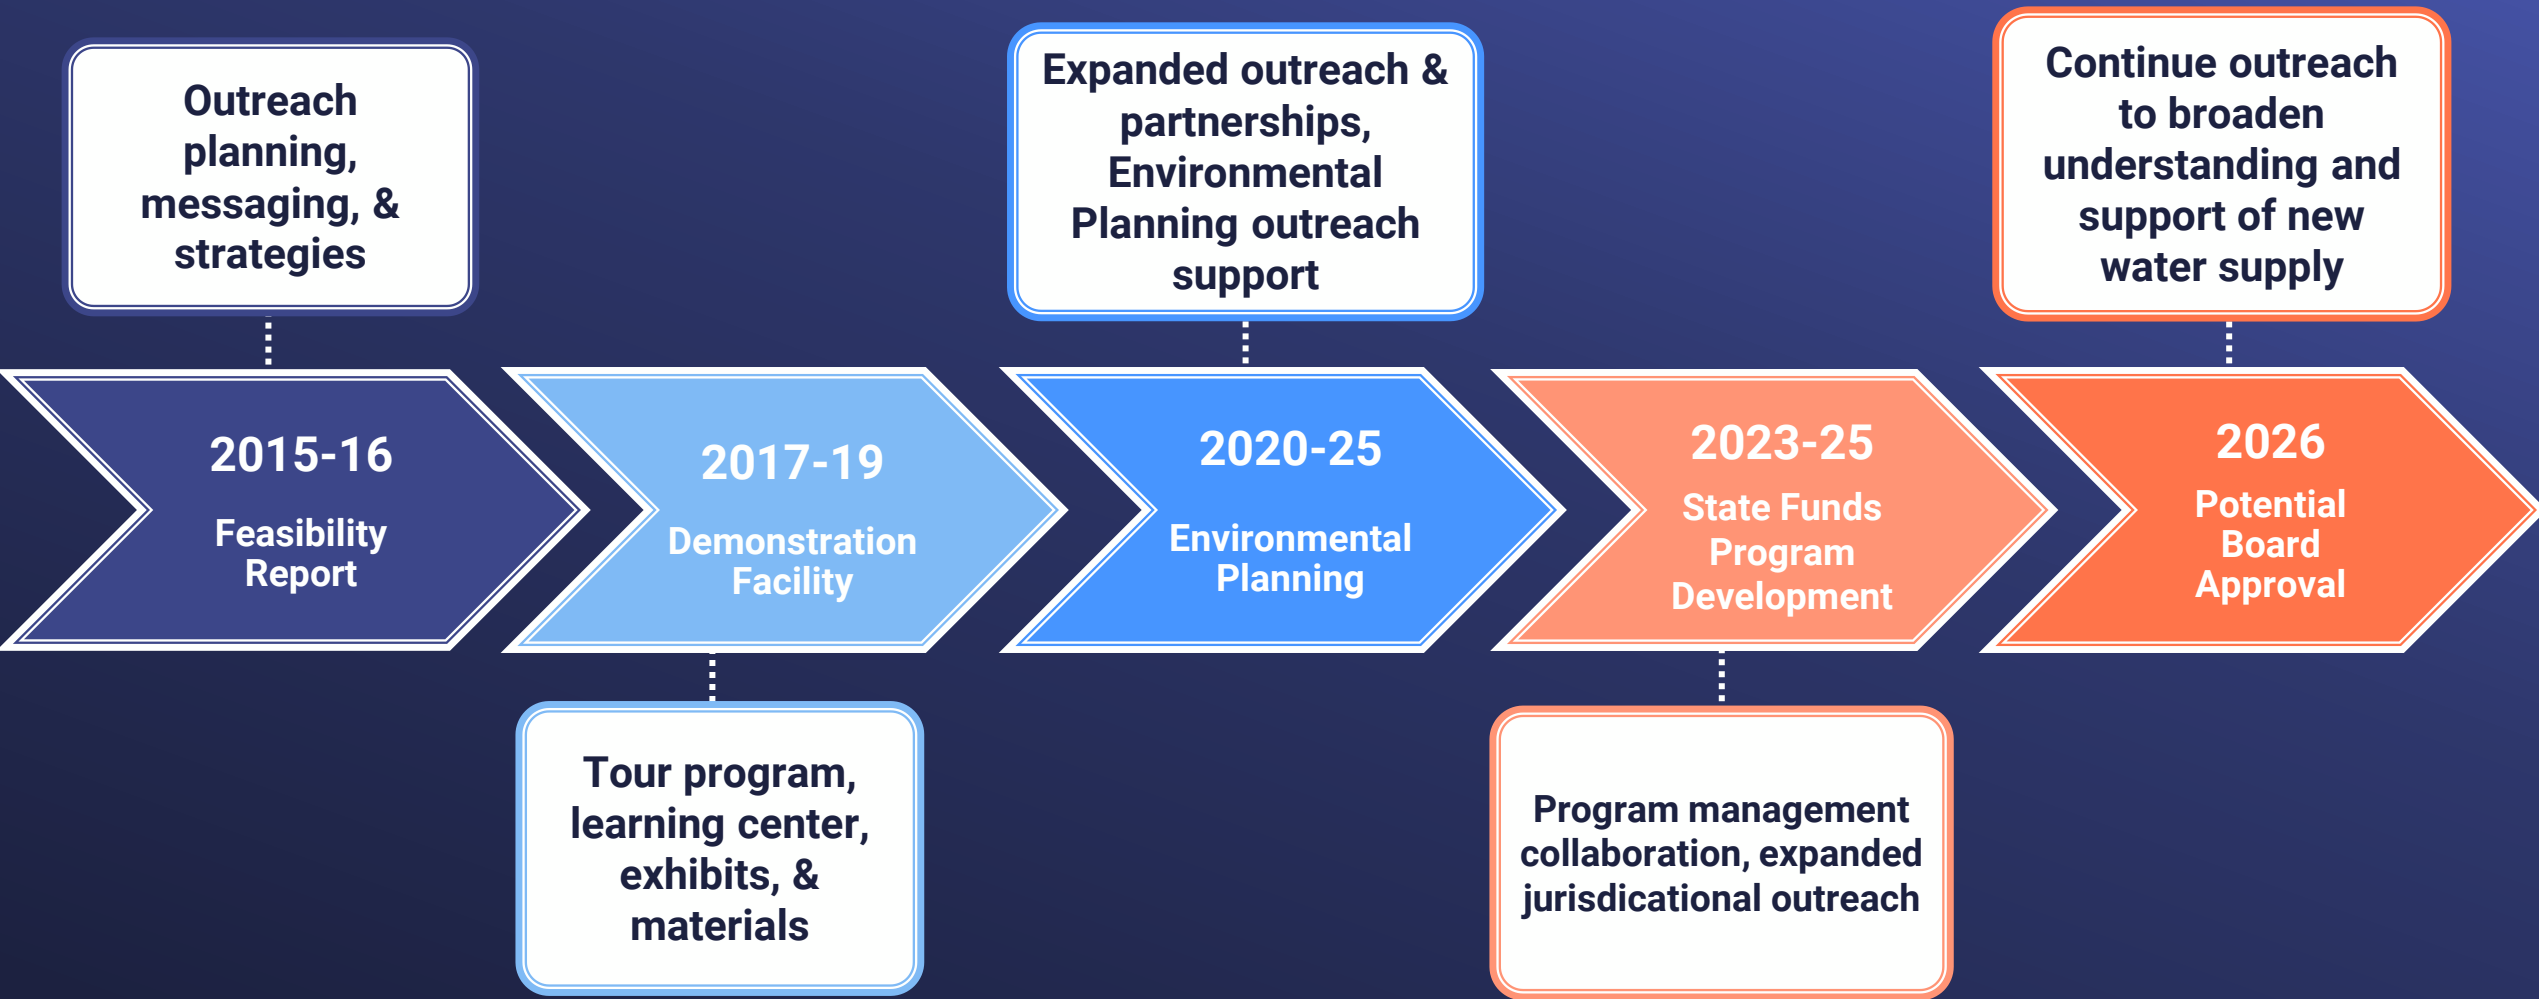 Outreach
planning,
messaging, &
strategies
Expanded outreach &
partnerships,
Environmental
Planning outreach
support
Continue outreach
to broaden
understanding and
support of new
water supply
2015-16
Feasibility
Report
2017-19
Demonstration
Facility
2020-25
Environmental
Planning
2023-25
State Funds
Program
Development
2026
Potential
Board
Approval
Tour program,
learning center,
exhibits, &
materials
Program management
collaboration, expanded
jurisdicational outreach